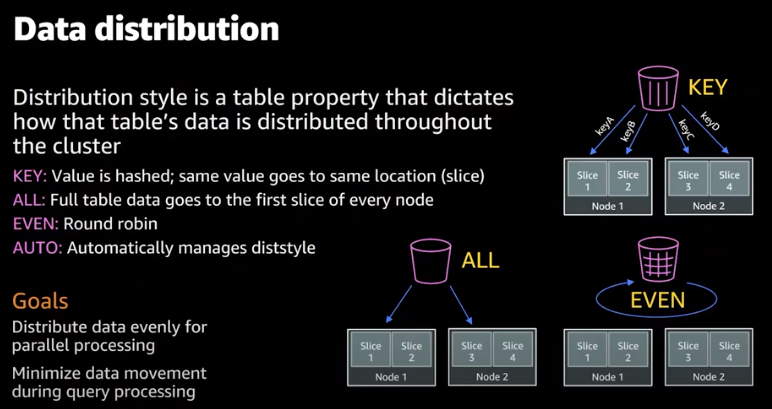 Data distribution
Distribution style is a table property that dictates
how that table's data is distributed throughout
the cluster
KEY: Value is hashed; same value goes to same location (slice)
ALL: Full table data goes to the first slice of every node
EVEN: Round robin
AUTO: Automatically manages diststyle
Goals
Distribute data evenly for
parallel processing
Minimize data movement
during query processing
KEY
keyA
keyB
keyC
keyD
Slice
1
Slice
2
Node 1
Slice
3
Slice
4
Node 2
ALL
Slice
1
Slice
2
Node 1
Slice
3
Slice
4
Node 2
EVEN
Slice
1
Slice
2
Node 1
Slice
3
Slice
4
Node 2